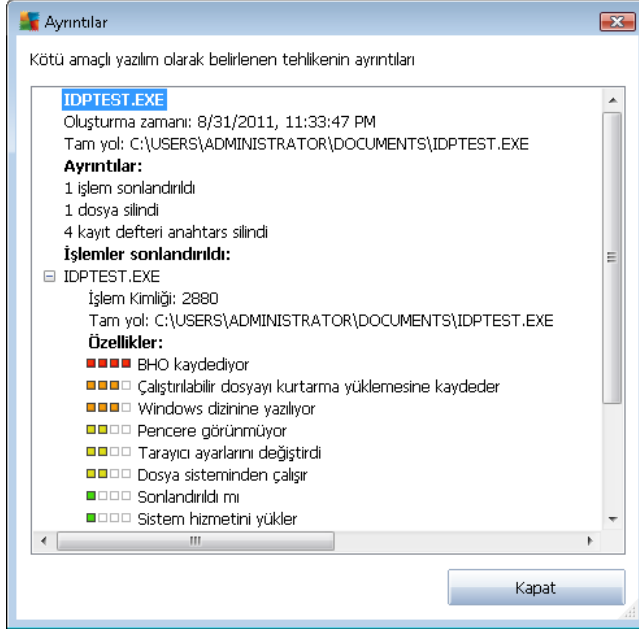 Ayrıntılar
Kötü amaçlı yazılım olarak belirlenen tehlikenin ayrıntıları
IDPTEST.EXE
Oluşturma zamanı: 8/31/2011, 11:33:47 PM
Tam yol: C:\USERS\ADMINISTRATOR\DOCUMENTS\IDPTEST.EXE
Ayrıntılar:
1 işlem sonlandırıldı
1 dosya silindi
4 kayıt defteri anahtars silindi
İşlemler sonlandırıldı:
IDPTEST.EXE
İşlem Kimliği: 2880
Tam yol: C:\USERS\ADMINISTRATOR\DOCUMENTS\IDPTEST.EXE
Özellikler:
BHO kaydediyor
Çalıştırılabilir dosyayı kurtarma yüklemesine kaydeder
Windows dizinine yazılıyor
Pencere görünmüyor
Tarayıcı ayarlarını değiştirdi
Dosya sisteminden çalışır
Sonlandırıldı mı
Sistem hizmetini yükler
Kapat